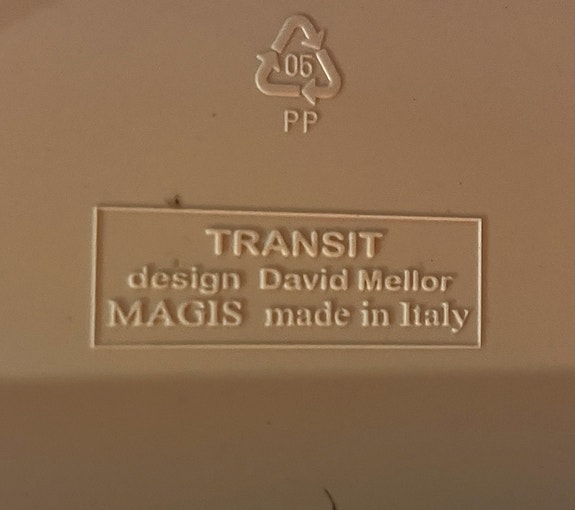 05
PP
TRANSIT
design David Mellor
MAGIS made in Italy